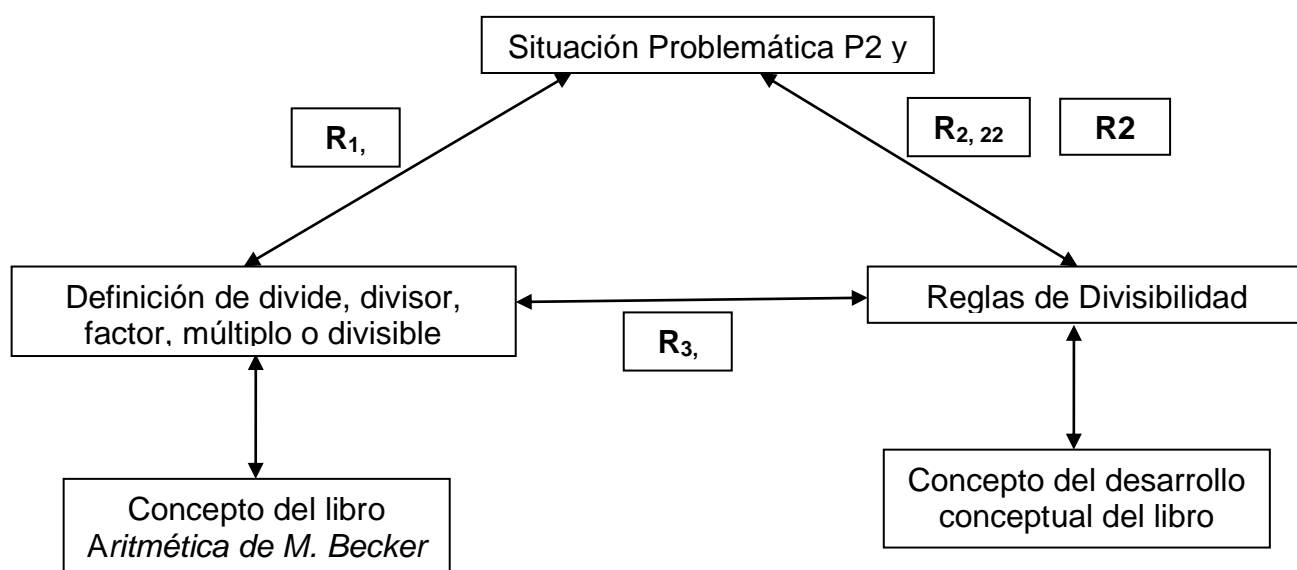 Situación Problemática P2 y
R1,
R2, 22
R2
Definición de divide, divisor,
factor, múltiplo o divisible
Reglas de Divisibilidad
R3,
Concepto del libro
Aritmética de M. Becker
Concepto del desarrollo
conceptual del libro